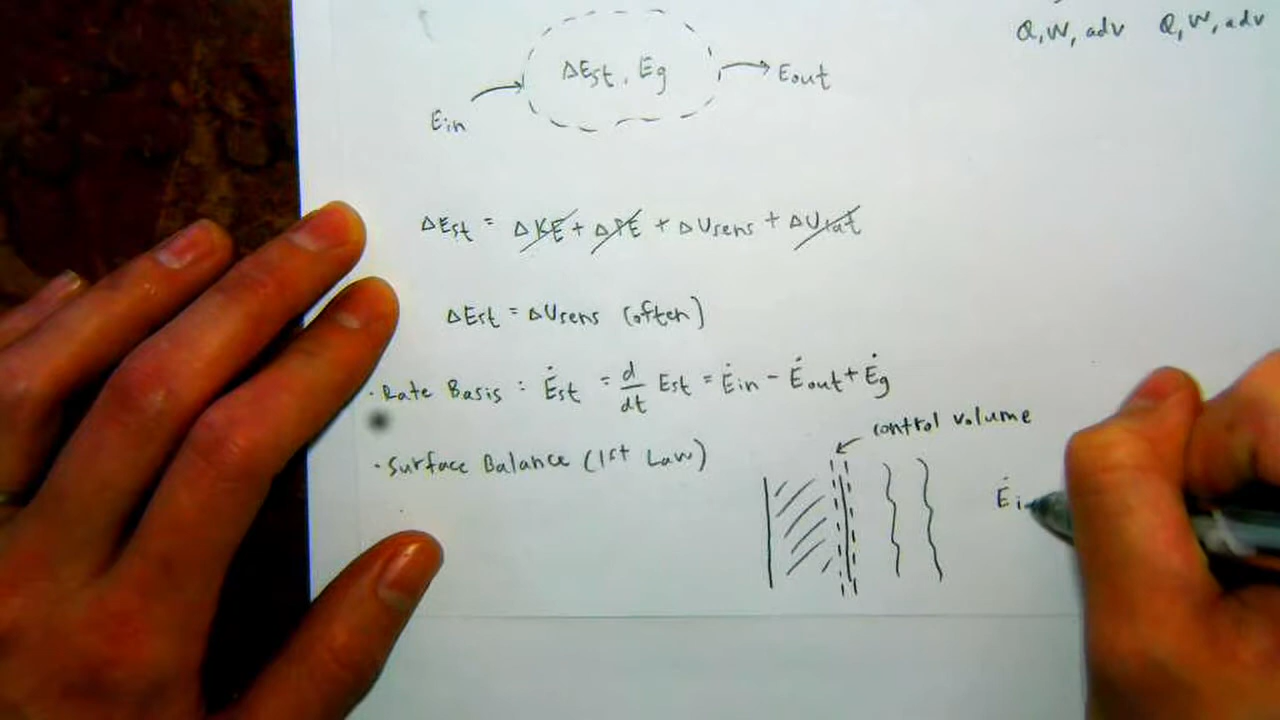 Q, W, adv Q, W, adv
ΔEst, Eg
Eout
Ein
ΔEst = ΔKE + ΔPE + ΔUsens + ΔUlat
ΔEst = ΔUsens (often)
· Rate Basis : Ėst = d/dt Est = Ėin - Ėout + Ėg
control volume
· Surface Balance (1st Law)
Ėi